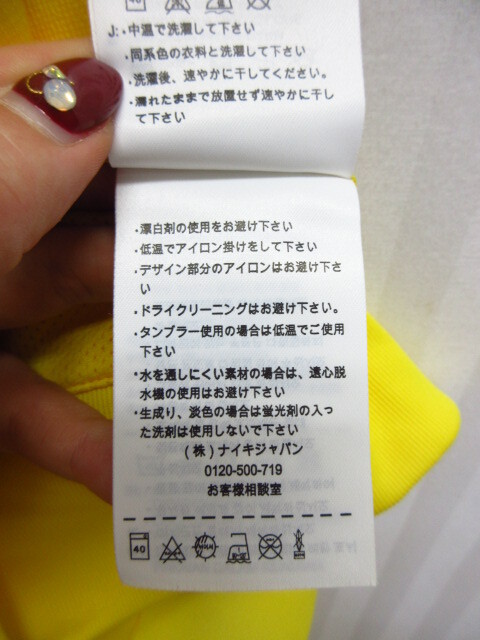 40
J:・中温で洗濯して下さい
・同系色の衣料と洗濯して下さい
・洗濯後、速やかに干してください。
・濡れたままで放置せず速やかに干し
て下さい
・漂白剤の使用をお避け下さい
・低温でアイロン掛けをして下さい
・デザイン部分のアイロンはお避け下さ
い
・ドライクリーニングはお避け下さい。
・タンブラー使用の場合は低温でご使用
下さい
・水を通しにくい素材の場合は、遠心脱
水機の使用はお避け下さい
・生成り、淡色の場合は蛍光剤の入っ
た洗剤は使用しないで下さい
(株)ナイキジャパン
0120-500-719
お客様相談室
40